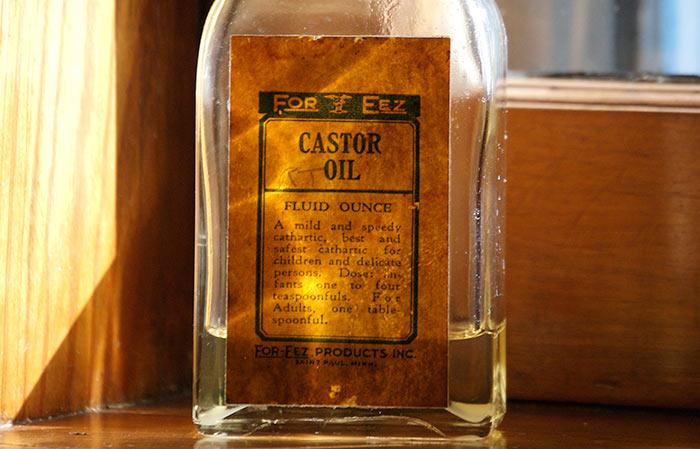 FOR EEZ
CASTOR
OIL
FLUID OUNCE
A mild and speedy
cathartic, best and
safest cathartic for
children and delicate
persons. Dose: in-
fants one to four
teaspoonfuls. For
Adults, one table-
spoonful.
FOR-EEZ PRODUCTS INC.
SAINT PAUL, MINN.